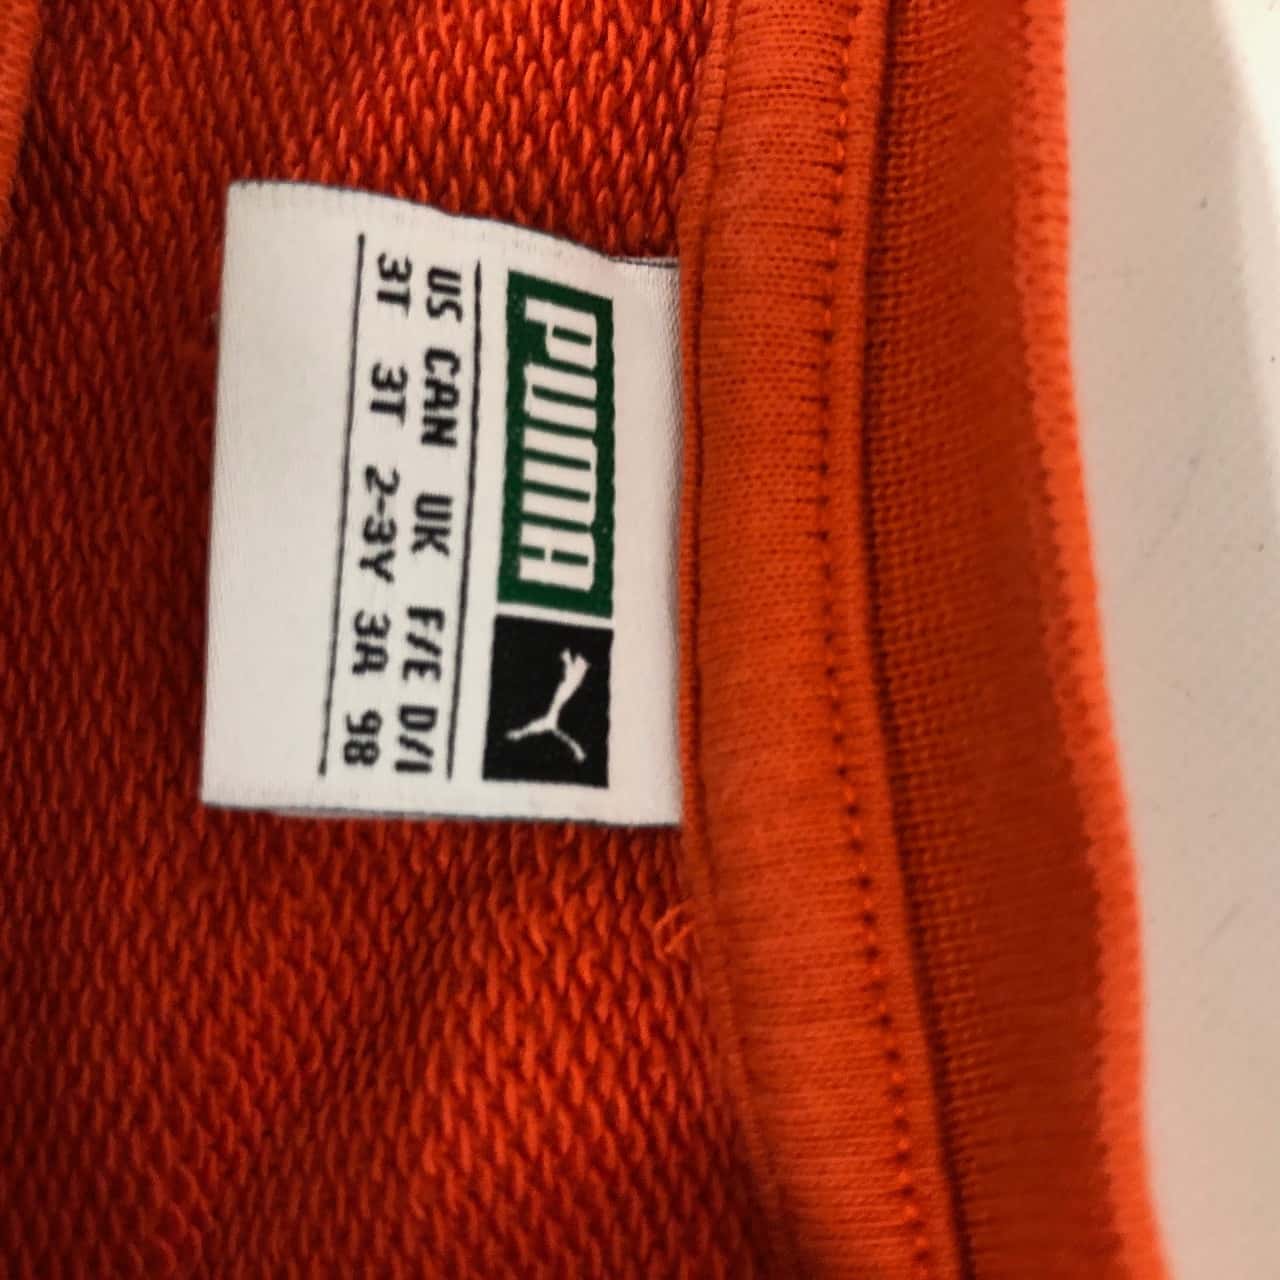 PUMA
US CAN UK F/E D/I
3T 3T 2-3Y 3A 98